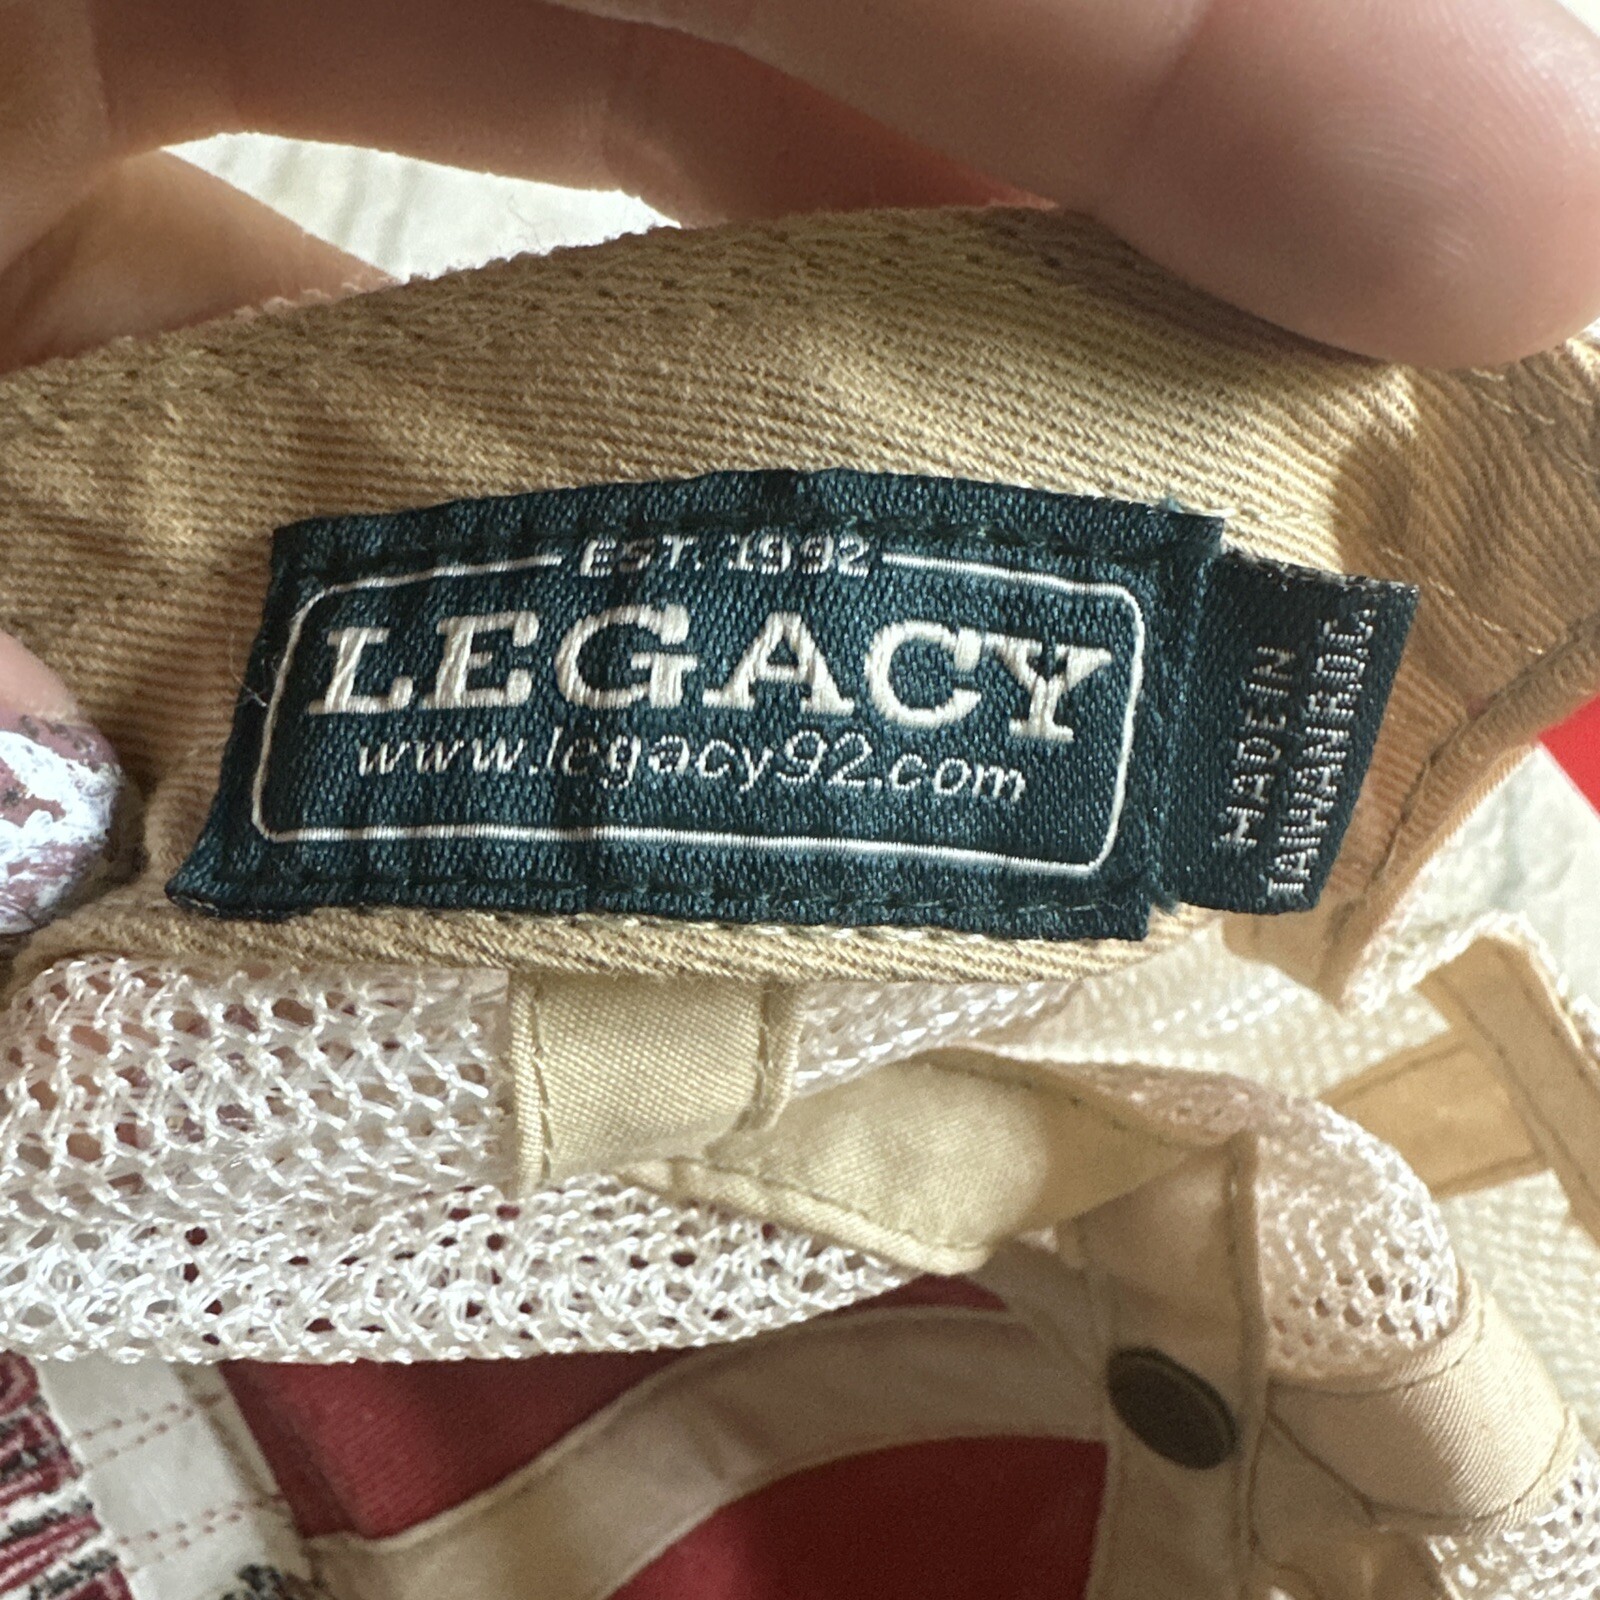 EST. 1992
LEGACY
www.legacy92.com
MADE IN
TAIWAN R.O.C.